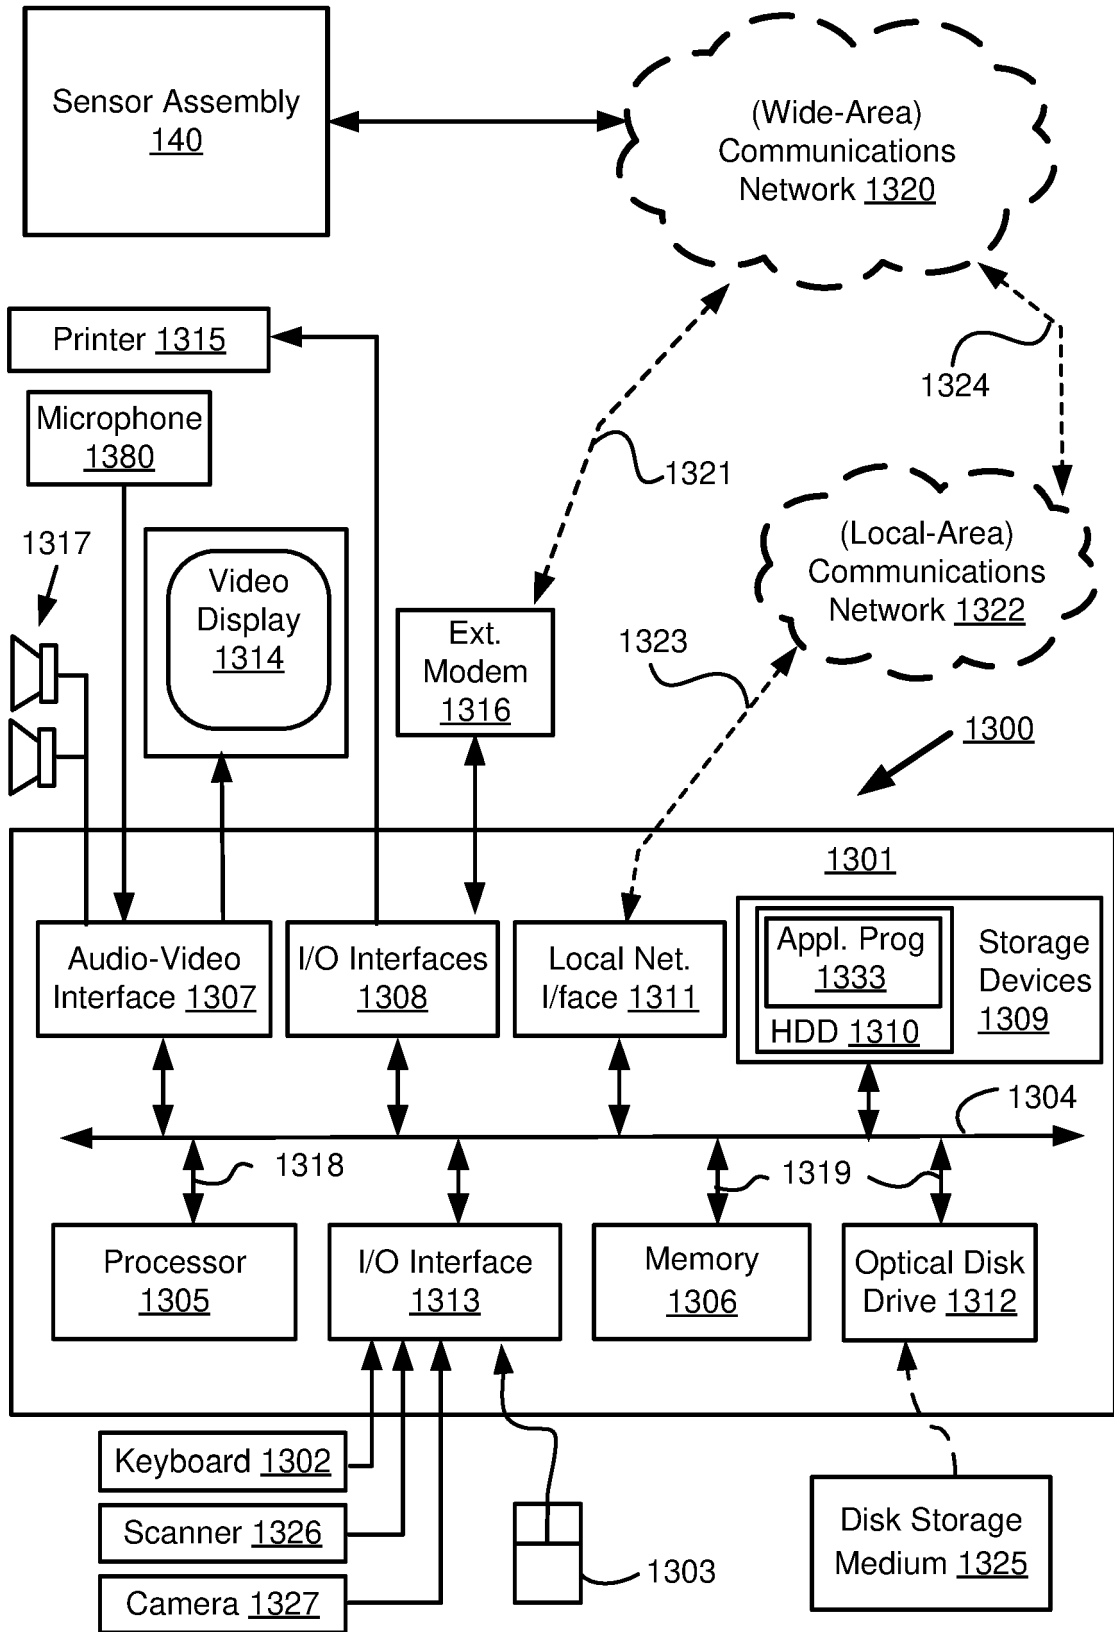 Sensor Assembly
140
(Wide-Area)
Communications
Network 1320
Printer 1315
1324
Microphone
1380
1321
1317
Video
Display
1314
(Local-Area)
Communications
Network 1322
Ext.
Modem
1316
1323
1300
1301
Audio-Video
Interface 1307
I/O Interfaces
1308
Local Net.
I/face 1311
Appl. Prog
1333
HDD 1310
Storage
Devices
1309
1304
1318
1319
Processor
1305
I/O Interface
1313
Memory
1306
Optical Disk
Drive 1312
Keyboard 1302
Scanner 1326
Camera 1327
1303
Disk Storage
Medium 1325